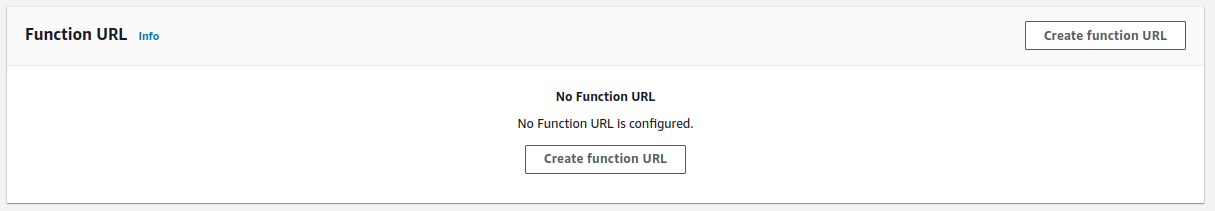 Function URL Info
Create function URL
No Function URL
No Function URL is configured.
Create function URL